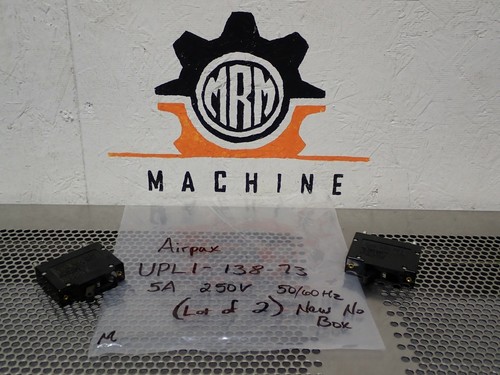 MRM
MACHINE
Airpax
UPL1-138-73
5A 250V 50/60Hz
(Lot of 2) New No
Box
M